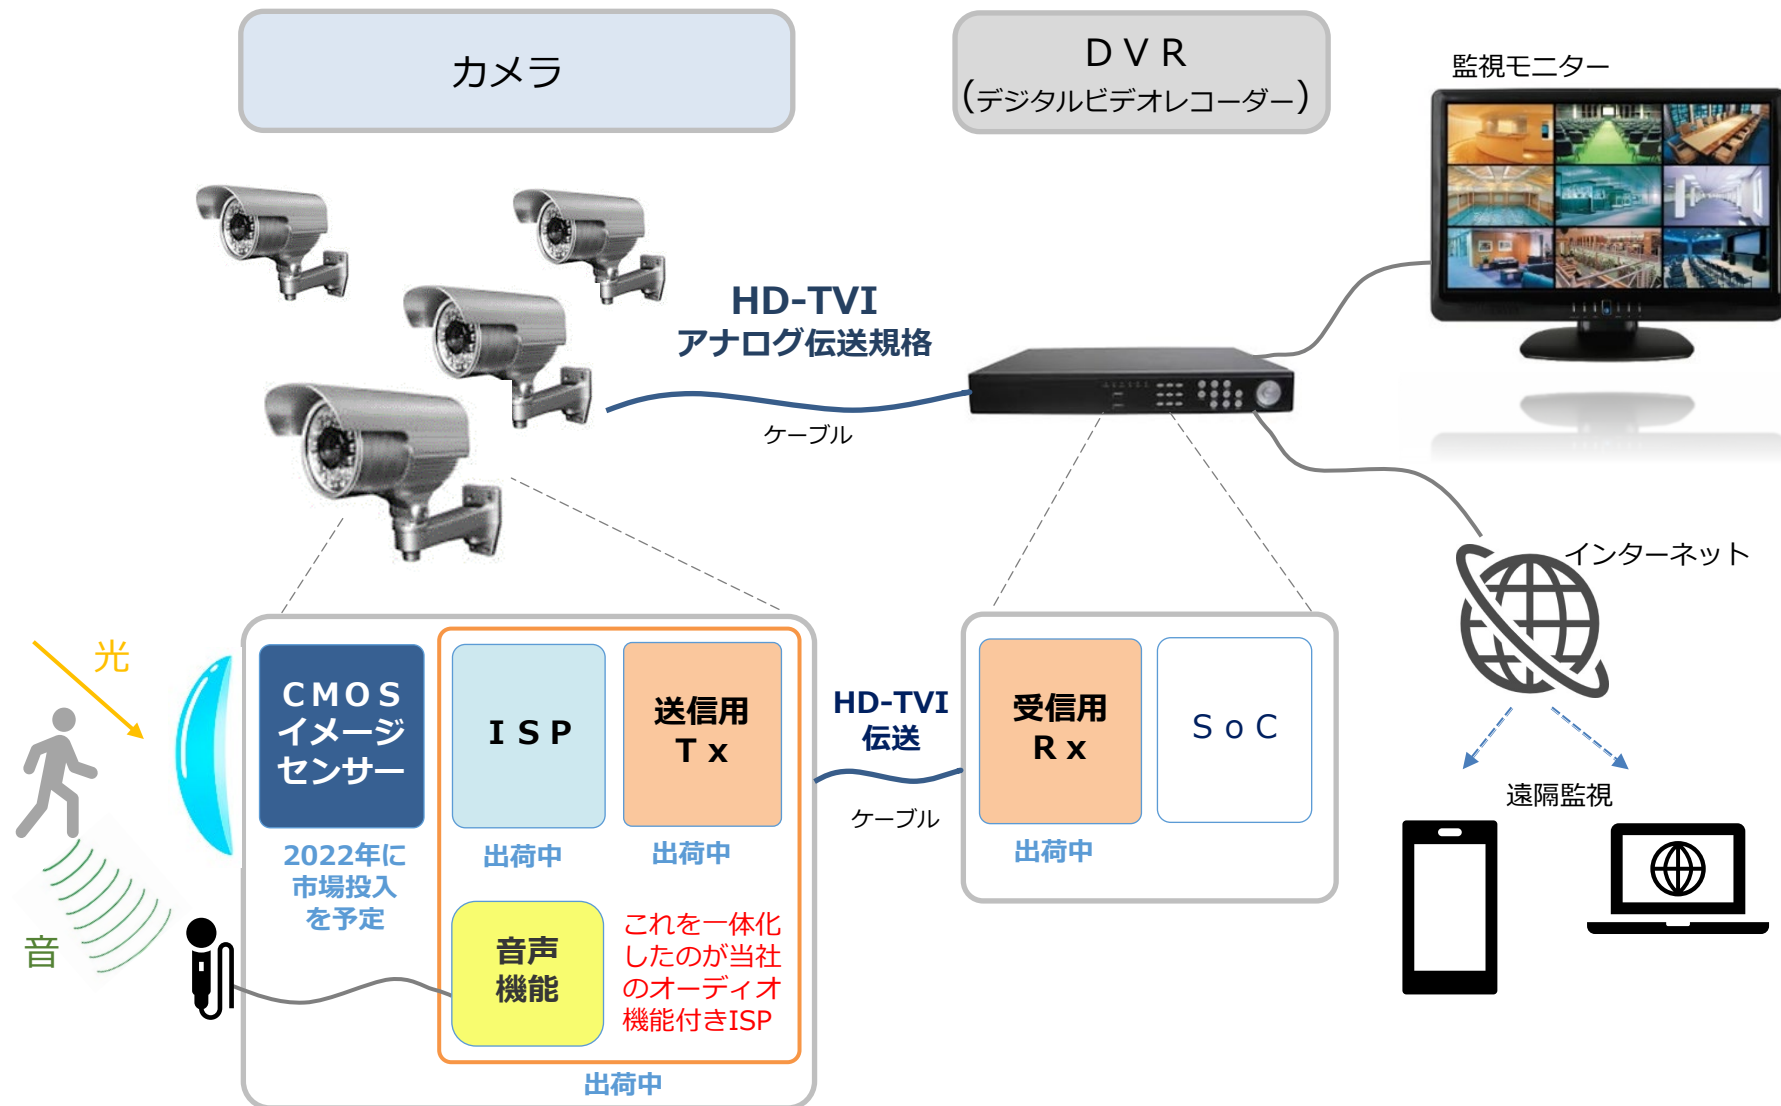 カメラ
ＤＶＲ
(デジタルビデオレコーダー)
監視モニター
HD-TVI
アナログ伝送規格
ケーブル
インターネット
光
ＣＭＯＳ
イメージ
センサー
ＩＳＰ
送信用
Ｔｘ
HD-TVI
伝送
受信用
Ｒｘ
ＳｏＣ
ケーブル
遠隔監視
2022年に
市場投入
を予定
出荷中
出荷中
出荷中
音
音声
機能
これを一体化
したのが当社
のオーディオ
機能付きISP
出荷中